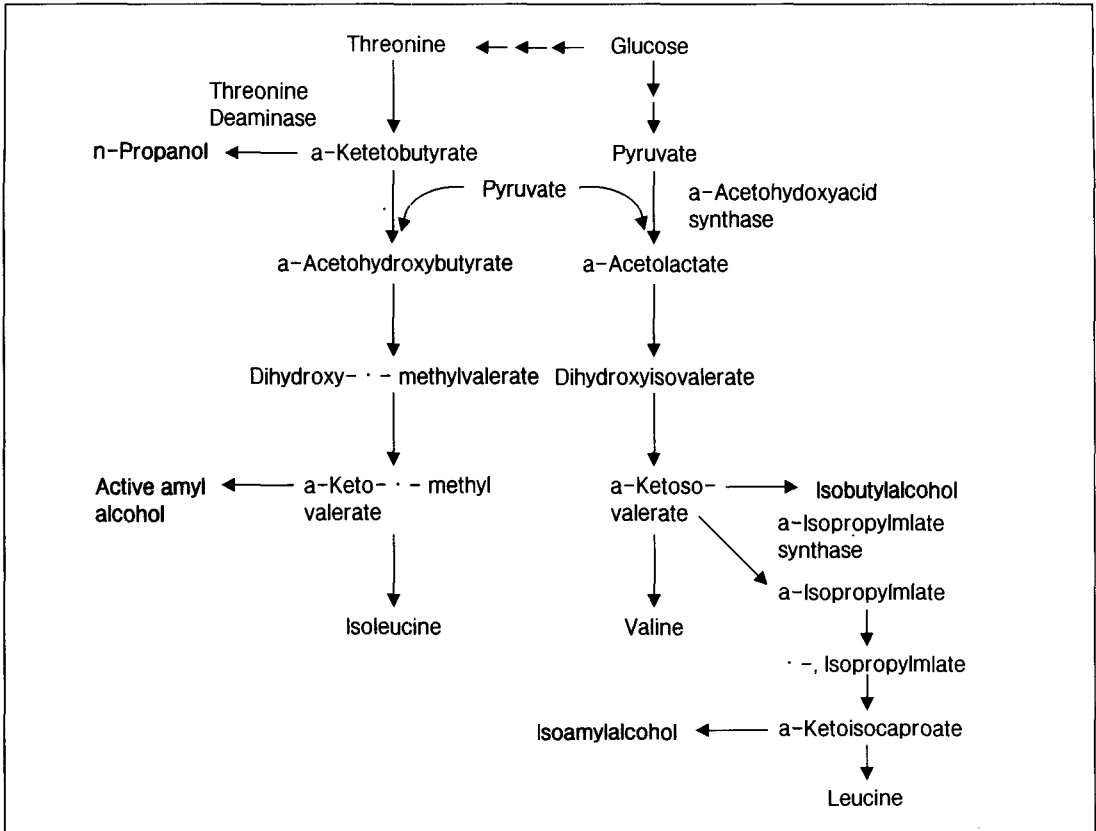 Threonine
Glucose
Threonine
Deaminase
n-Propanol
a-Ketetobutyrate
Pyruvate
Pyruvate
a-Acetohydoxyacid
synthase
a-Acetohydroxybutyrate
a-Acetolactate
Dihydroxy- · - methylvalerate
Dihydroxyisovalerate
Active amyl
alcohol
a-Keto- · - methyl
valerate
a-Ketoso-
valerate
Isobutylalcohol
a-Isopropylmlate
synthase
a-Isopropylmlate
Isoleucine
Valine
· -, Isopropylmlate
Isoamylalcohol
a-Ketoisocaproate
Leucine